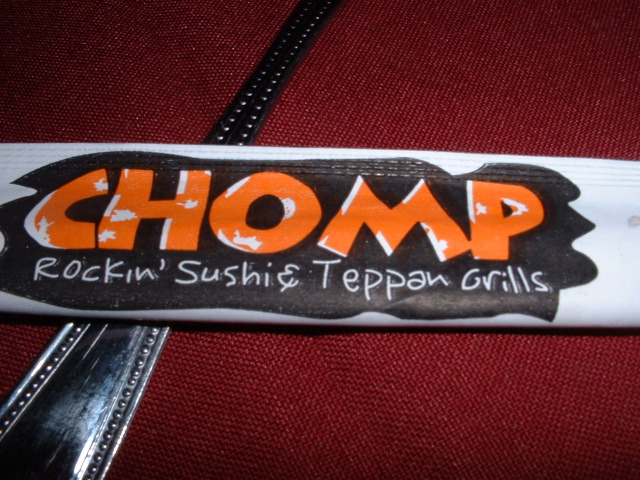 CHOMP
Rockin' Sushi & Teppan Grills